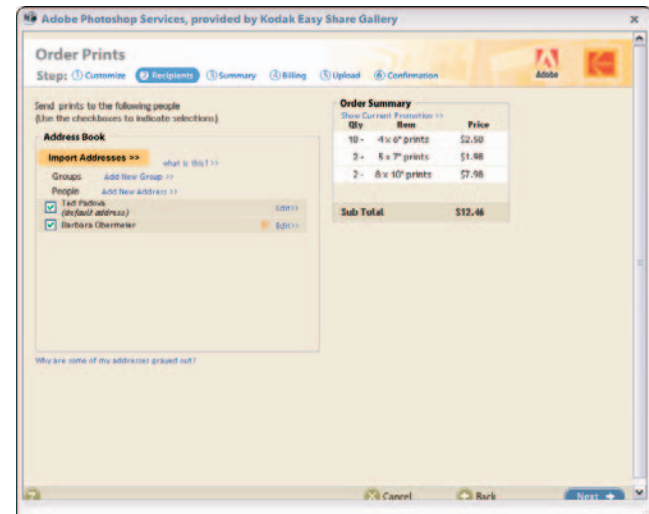 Adobe Photoshop Services, provided by Kodak Easy Share Gallery
Order Prints
Step: 1 Customize 2 Recipients 3 Summary 4 Billing 5 Upload 6 Confirmation
Adobe
Kodak
Send prints to the following people
(Use the checkboxes to indicate selections)
Address Book
Import Addresses >> what is this? >>
Groups Add New Group >>
People Add New Address >>
Ted Padova Edit >>
(default address)
Barbara Obermeier Edit >>
Why are some of my addresses grayed out?
Order Summary
Show Current Promotion >>
Qty Item Price
10 - 4 x 6" prints $2.50
2 - 5 x 7" prints $1.98
2 - 8 x 10" prints $7.98
Sub Total $12.46
? Cancel Back Next